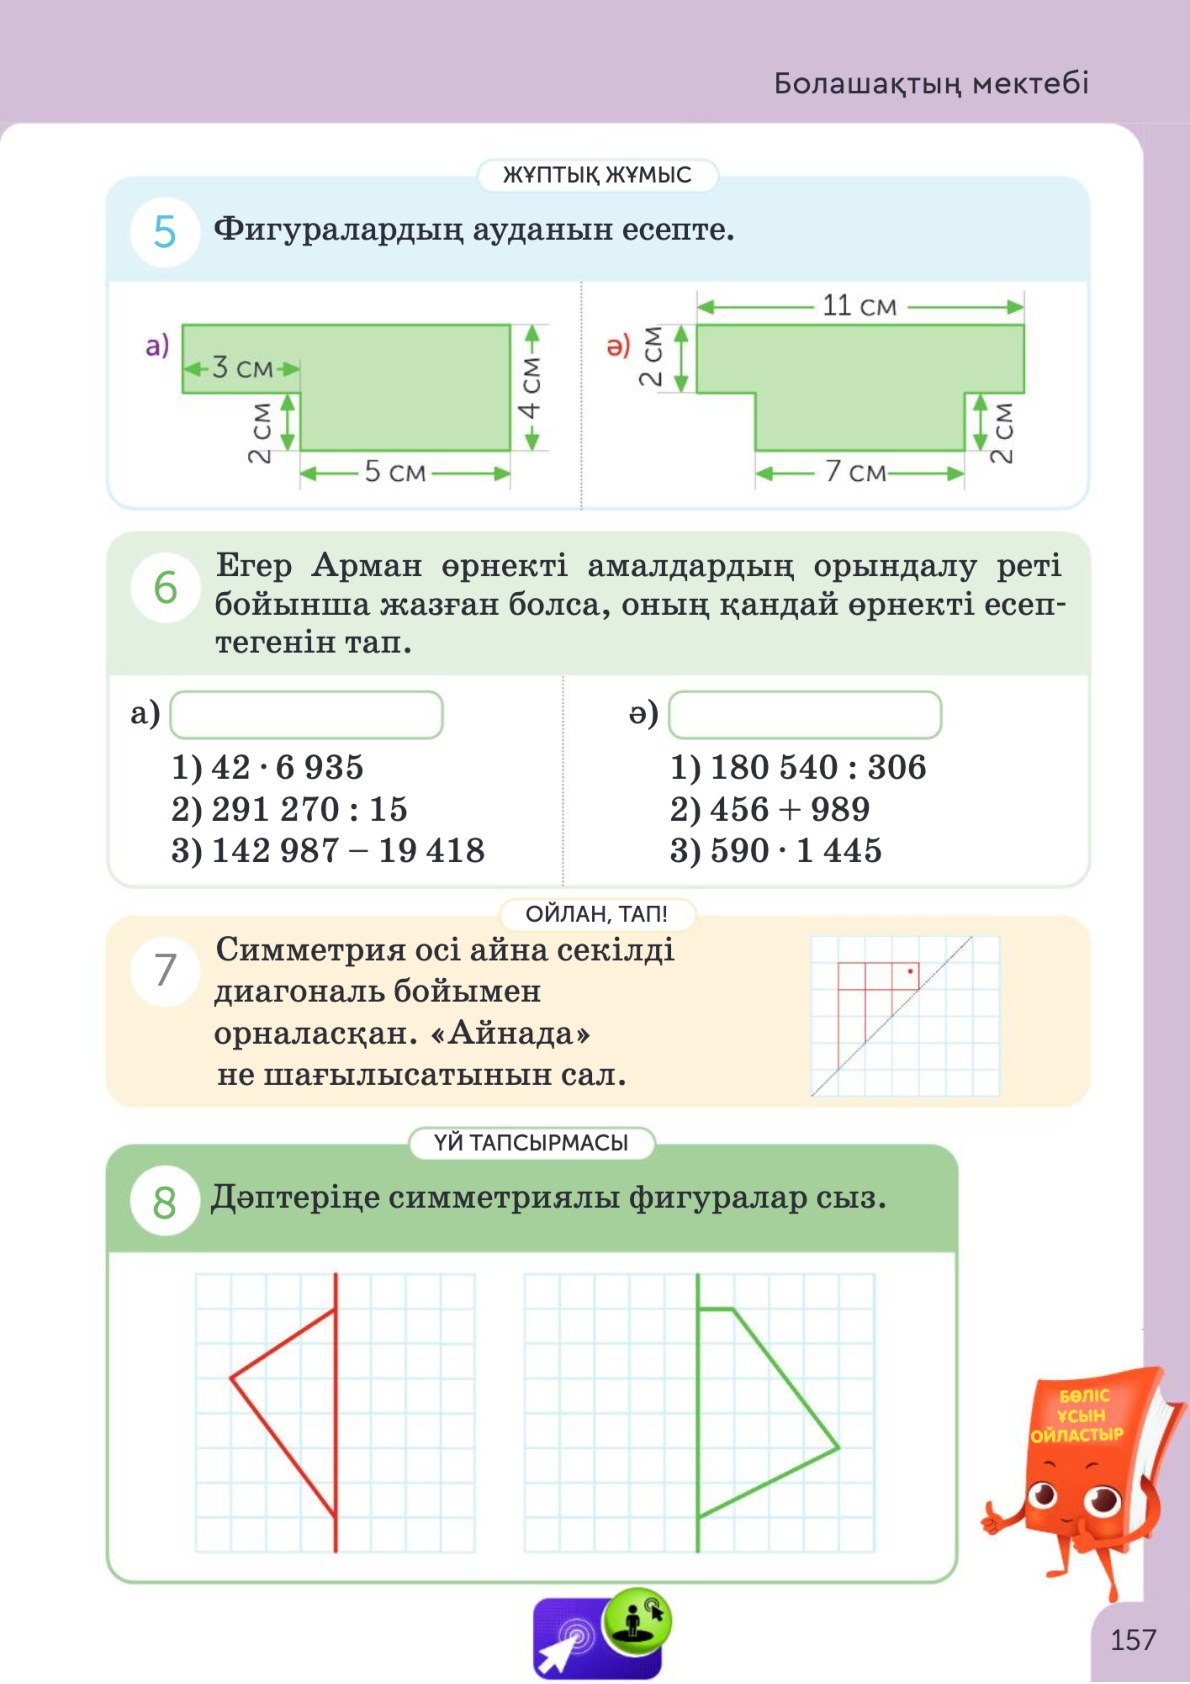 Болашақтың мектебі
ЖҰПТЫҚ ЖҰМЫС
5 Фигуралардың ауданын есепте.
а)
3 см
2 см
4 см
5 см
ә)
11 см
2 см
2 см
7 см
6 Егер Арман өрнекті амалдардың орындалу реті
бойынша жазған болса, оның қандай өрнекті есеп-
тегенін тап.
а)
1) 42 · 6 935
2) 291 270 : 15
3) 142 987 – 19 418
ә)
1) 180 540 : 306
2) 456 + 989
3) 590 · 1 445
ОЙЛАН, ТАП!
7 Симметрия осі айна секілді
диагональ бойымен
орналасқан. «Айнада»
не шағылысатынын сал.
ҮЙ ТАПСЫРМАСЫ
8 Дәптеріңе симметриялы фигуралар сыз.
БӨЛІС
ҰСЫН
ОЙЛАСТЫР
157